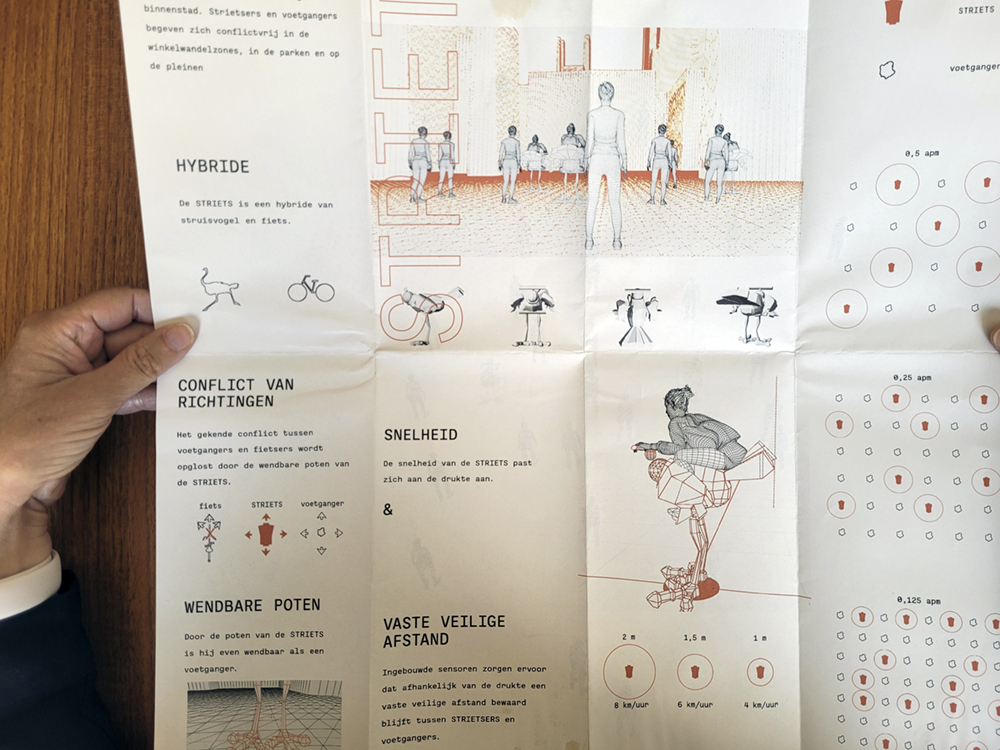 binnenstad. Strietsers en voetgangers
begeven zich conflictvrij in de
winkelwandelzones, in de parken en op
de pleinen
HYBRIDE
De STRIETS is een hybride van
struisvogel en fiets.
CONFLICT VAN
RICHTINGEN
Het gekende conflict tussen
voetgangers en fietsers wordt
opglost door de wendbare poten van
de STRIETS.
fiets STRIETS voetganger
WENDBARE POTEN
Door de poten van de STRIETS
is hij even wendbaar als een
voetganger.
SNELHEID
De snelheid van de STRIETS past
zich aan de drukte aan.
&
VASTE VEILIGE
AFSTAND
Ingebouwde sensoren zorgen ervoor
dat afhankelijk van de drukte een
vaste veilige afstand bewaard
blijft tussen STRIETSERS en
voetgangers.
2 m 1,5 m 1 m
8 km/uur 6 km/uur 4 km/uur
STRIETS
voetganger
0,5 apm
0,25 apm
0,125 apm